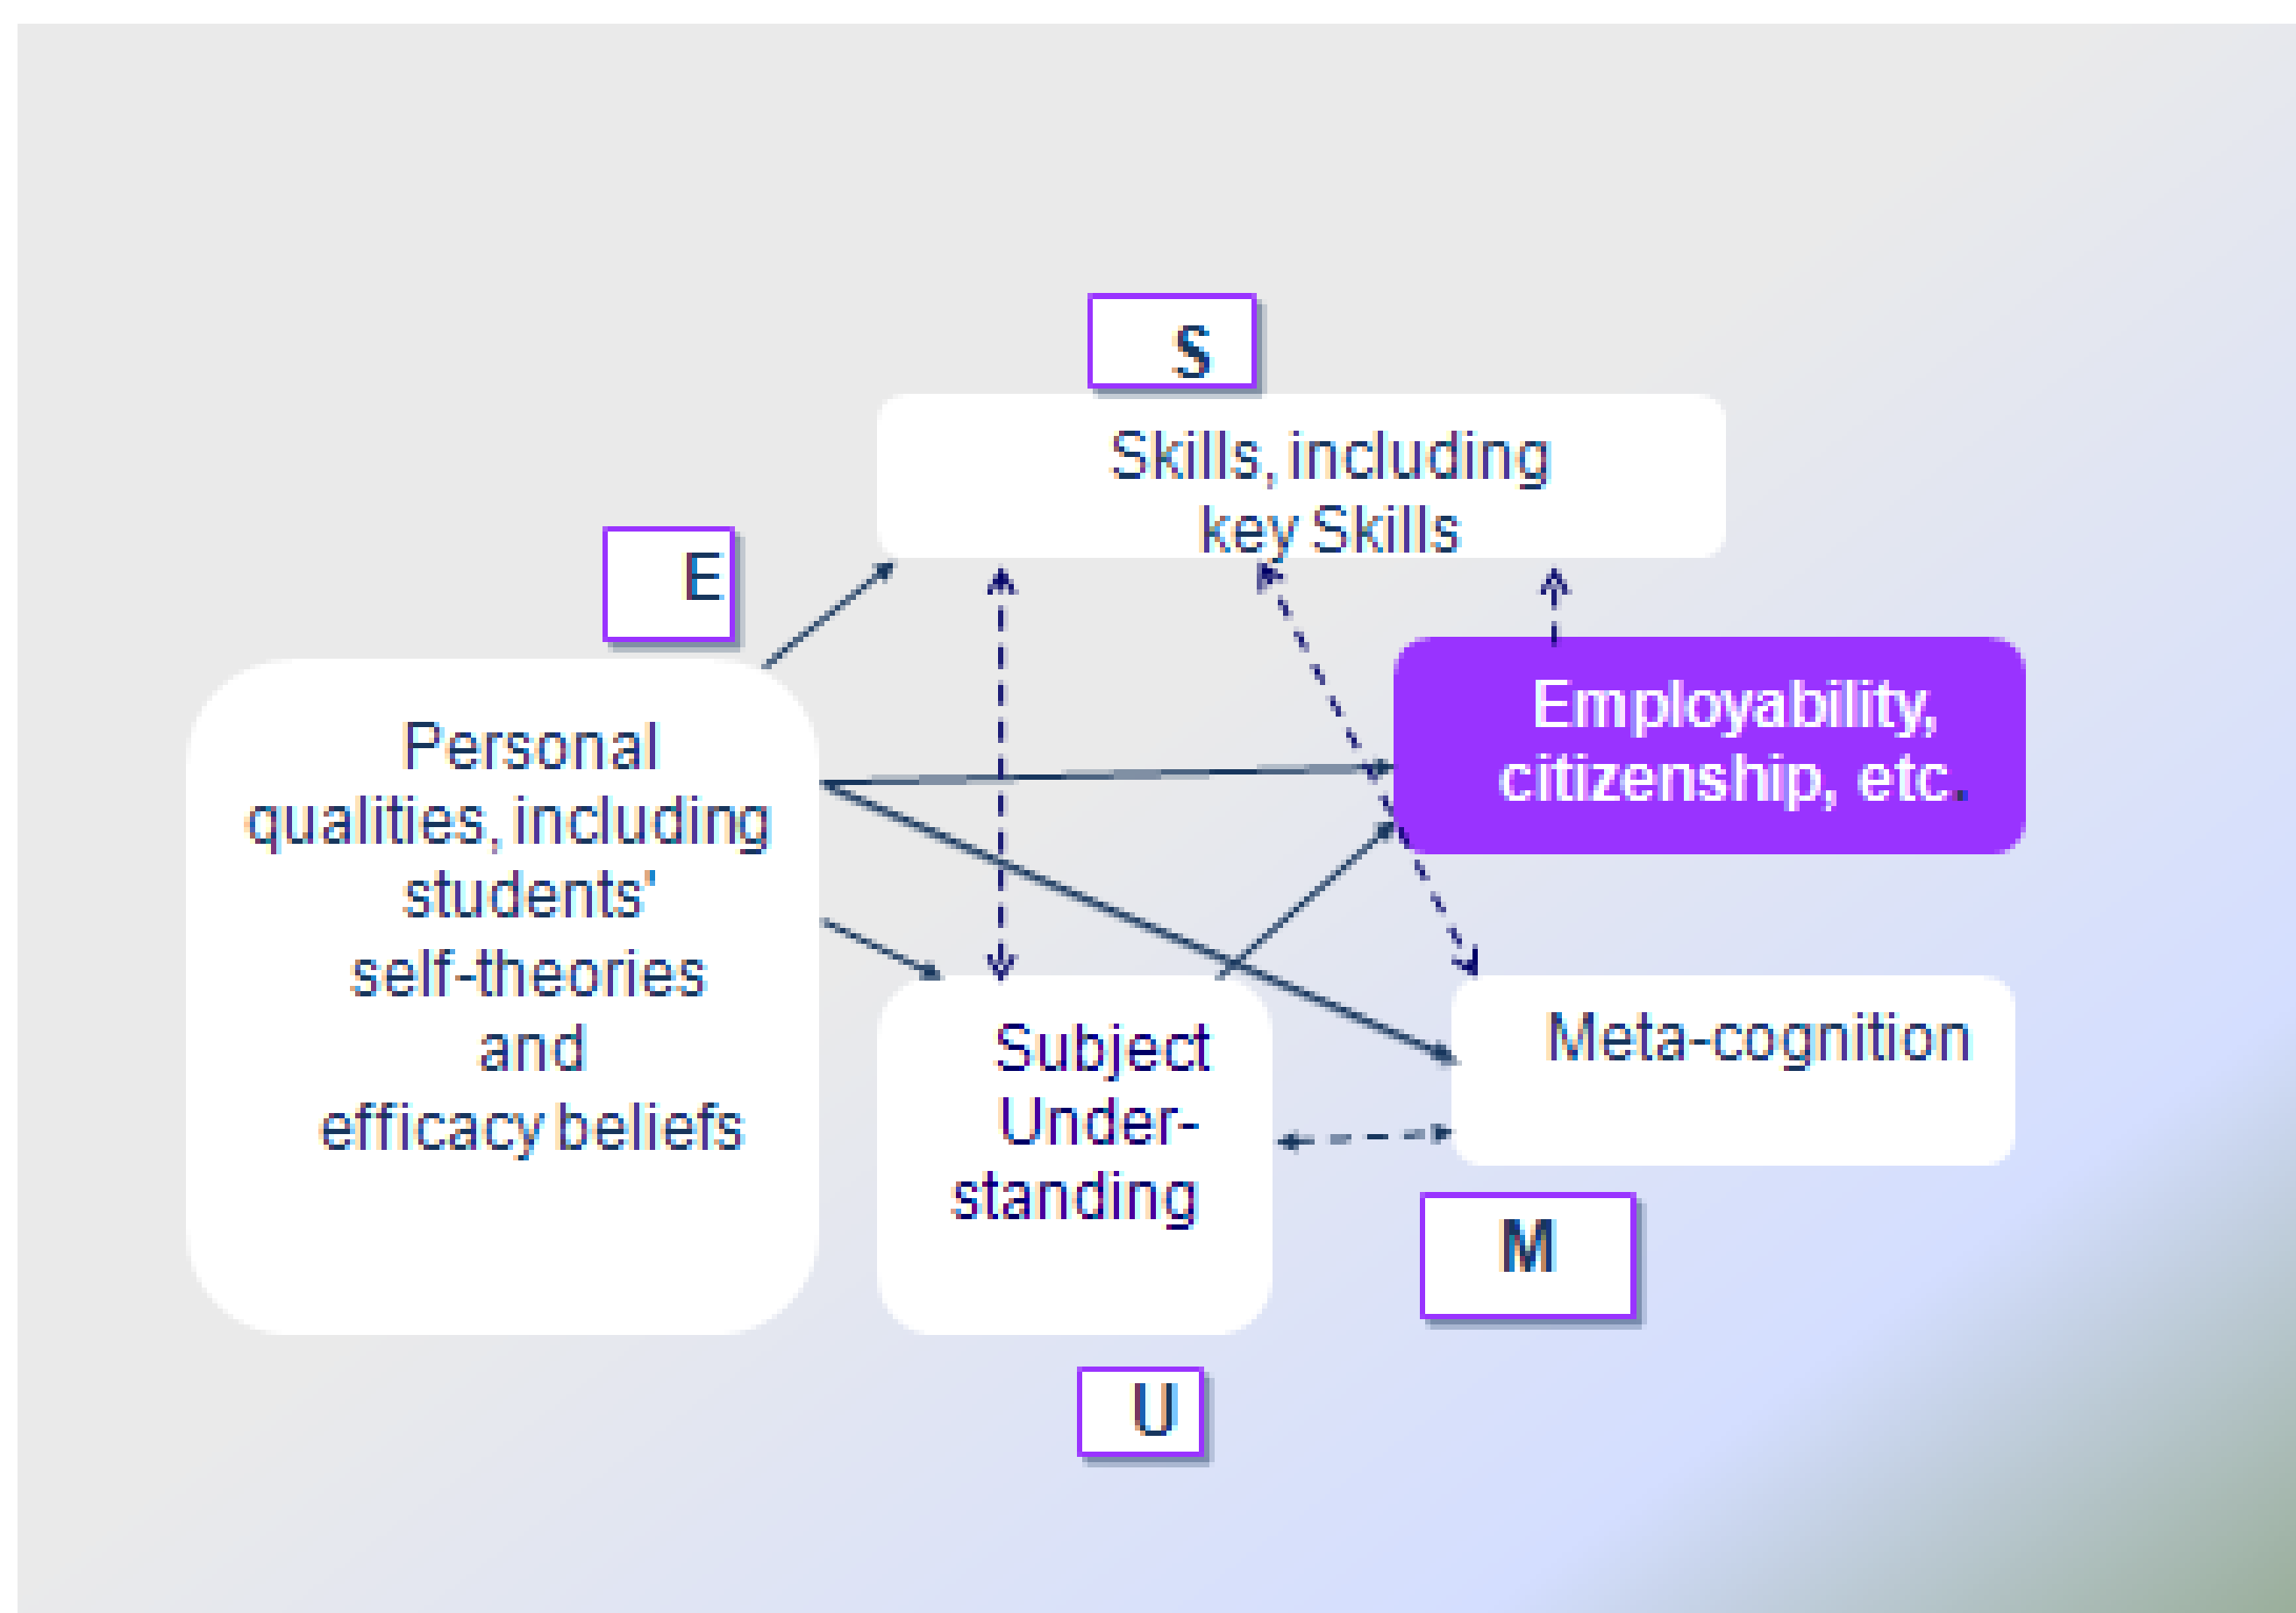 S
Skills, including
key Skills
E
Personal
qualities, including
students'
self-theories
and
efficacy beliefs
Employability,
citizenship, etc.
Subject
Under-
standing
Meta-cognition
M
U